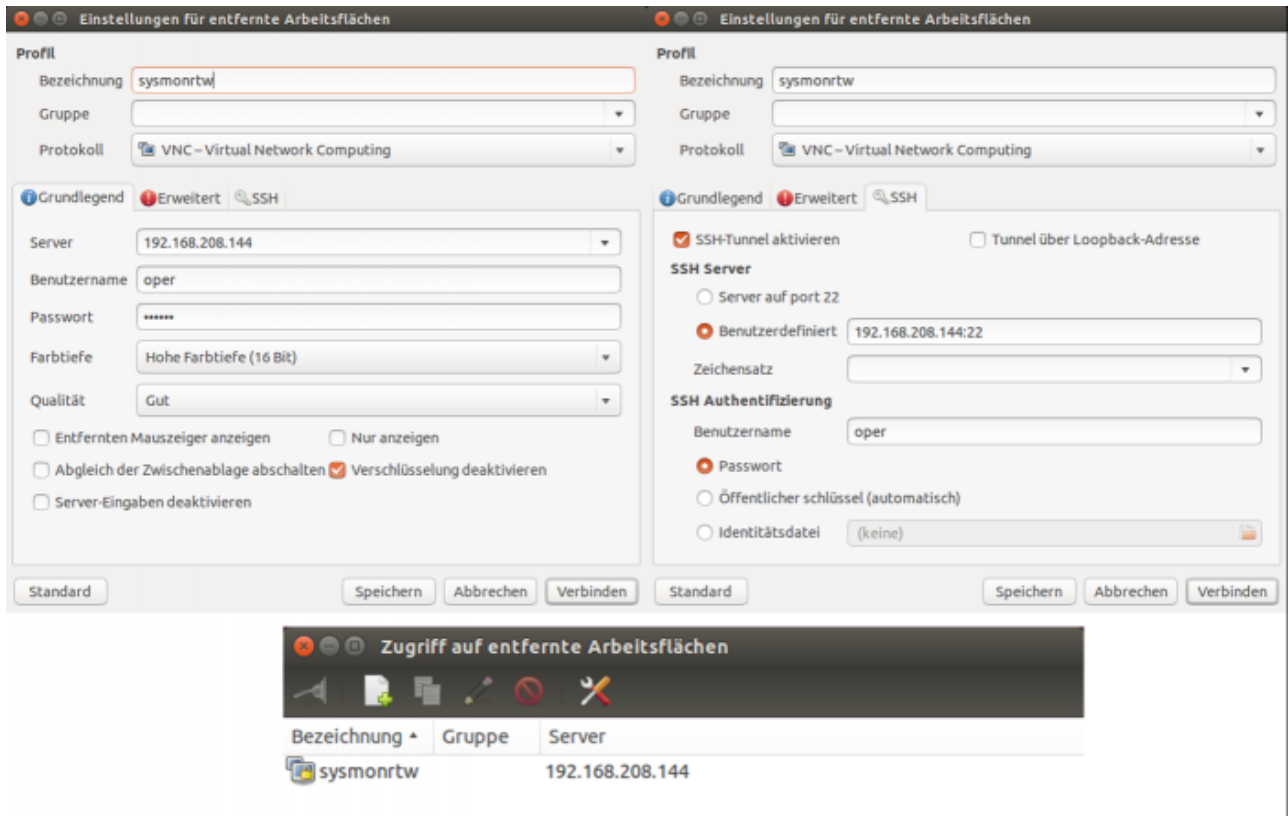 Einstellungen für entfernte Arbeitsflächen
Profil
Bezeichnung sysmonrtw
Gruppe
Protokoll VNC – Virtual Network Computing
Grundlegend Erweitert SSH
Server 192.168.208.144
Benutzername oper
Passwort ••••••
Farbtiefe Hohe Farbtiefe (16 Bit)
Qualität Gut
Entfernten Mauszeiger anzeigen Nur anzeigen
Abgleich der Zwischenablage abschalten Verschlüsselung deaktivieren
Server-Eingaben deaktivieren
Standard Speichern Abbrechen Verbinden
Einstellungen für entfernte Arbeitsflächen
Profil
Bezeichnung sysmonrtw
Gruppe
Protokoll VNC – Virtual Network Computing
Grundlegend Erweitert SSH
SSH-Tunnel aktivieren Tunnel über Loopback-Adresse
SSH Server
Server auf port 22
Benutzerdefiniert 192.168.208.144:22
Zeichensatz
SSH Authentifizierung
Benutzername oper
Passwort
Öffentlicher schlüssel (automatisch)
Identitätsdatei (keine)
Standard Speichern Abbrechen Verbinden
Zugriff auf entfernte Arbeitsflächen
Bezeichnung Gruppe Server
sysmonrtw 192.168.208.144